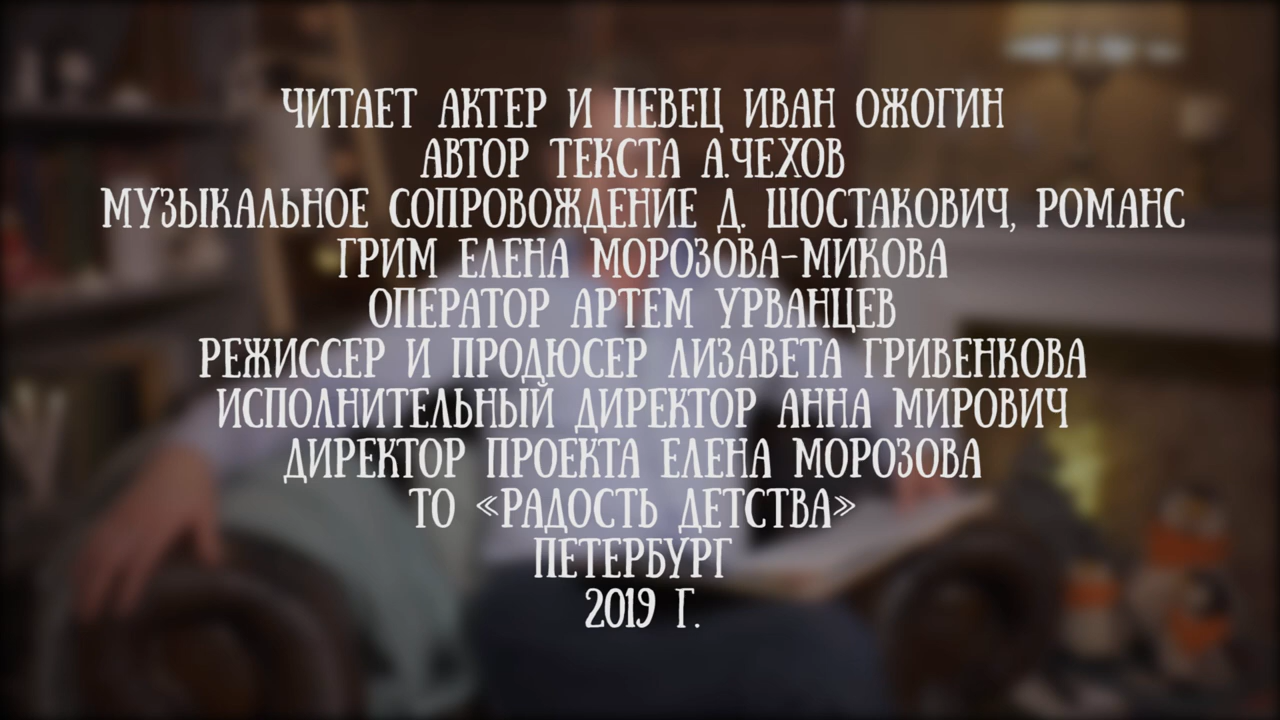 ЧИТАЕТ АКТЕР И ПЕВЕЦ ИВАН ОЖОГИН
АВТОР ТЕКСТА А.ЧЕХОВ
МУЗЫКАЛЬНОЕ СОПРОВОЖДЕНИЕ Д. ШОСТАКОВИЧ, РОМАНС
ГРИМ ЕЛЕНА МОРОЗОВА-МИКОВА
ОПЕРАТОР АРТЕМ УРВАНЦЕВ
РЕЖИССЕР И ПРОДЮСЕР ЛИЗАВЕТА ГРИВЕНКОВА
ИСПОЛНИТЕЛЬНЫЙ ДИРЕКТОР АННА МИРОВИЧ
ДИРЕКТОР ПРОЕКТА ЕЛЕНА МОРОЗОВА
ТО «РАДОСТЬ ДЕТСТВА»
ПЕТЕРБУРГ
2019 Г.